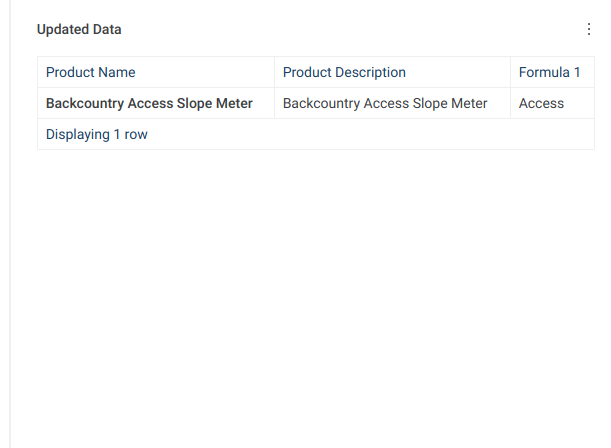 Updated Data
Product Name Product Description Formula 1
Backcountry Access Slope Meter Backcountry Access Slope Meter Access
Displaying 1 row